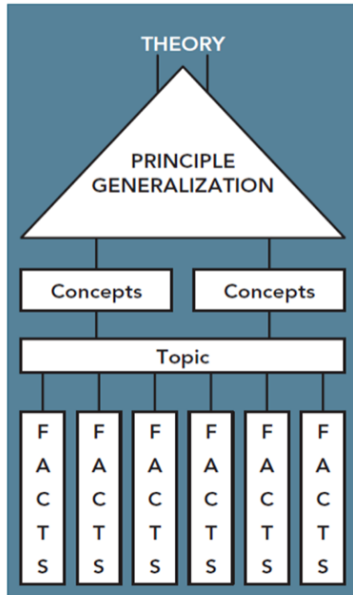 THEORY
PRINCIPLE
GENERALIZATION
Concepts Concepts
Topic
F F F F F F
A A A A A A
C C C C C C
T T T T T T
S S S S S S